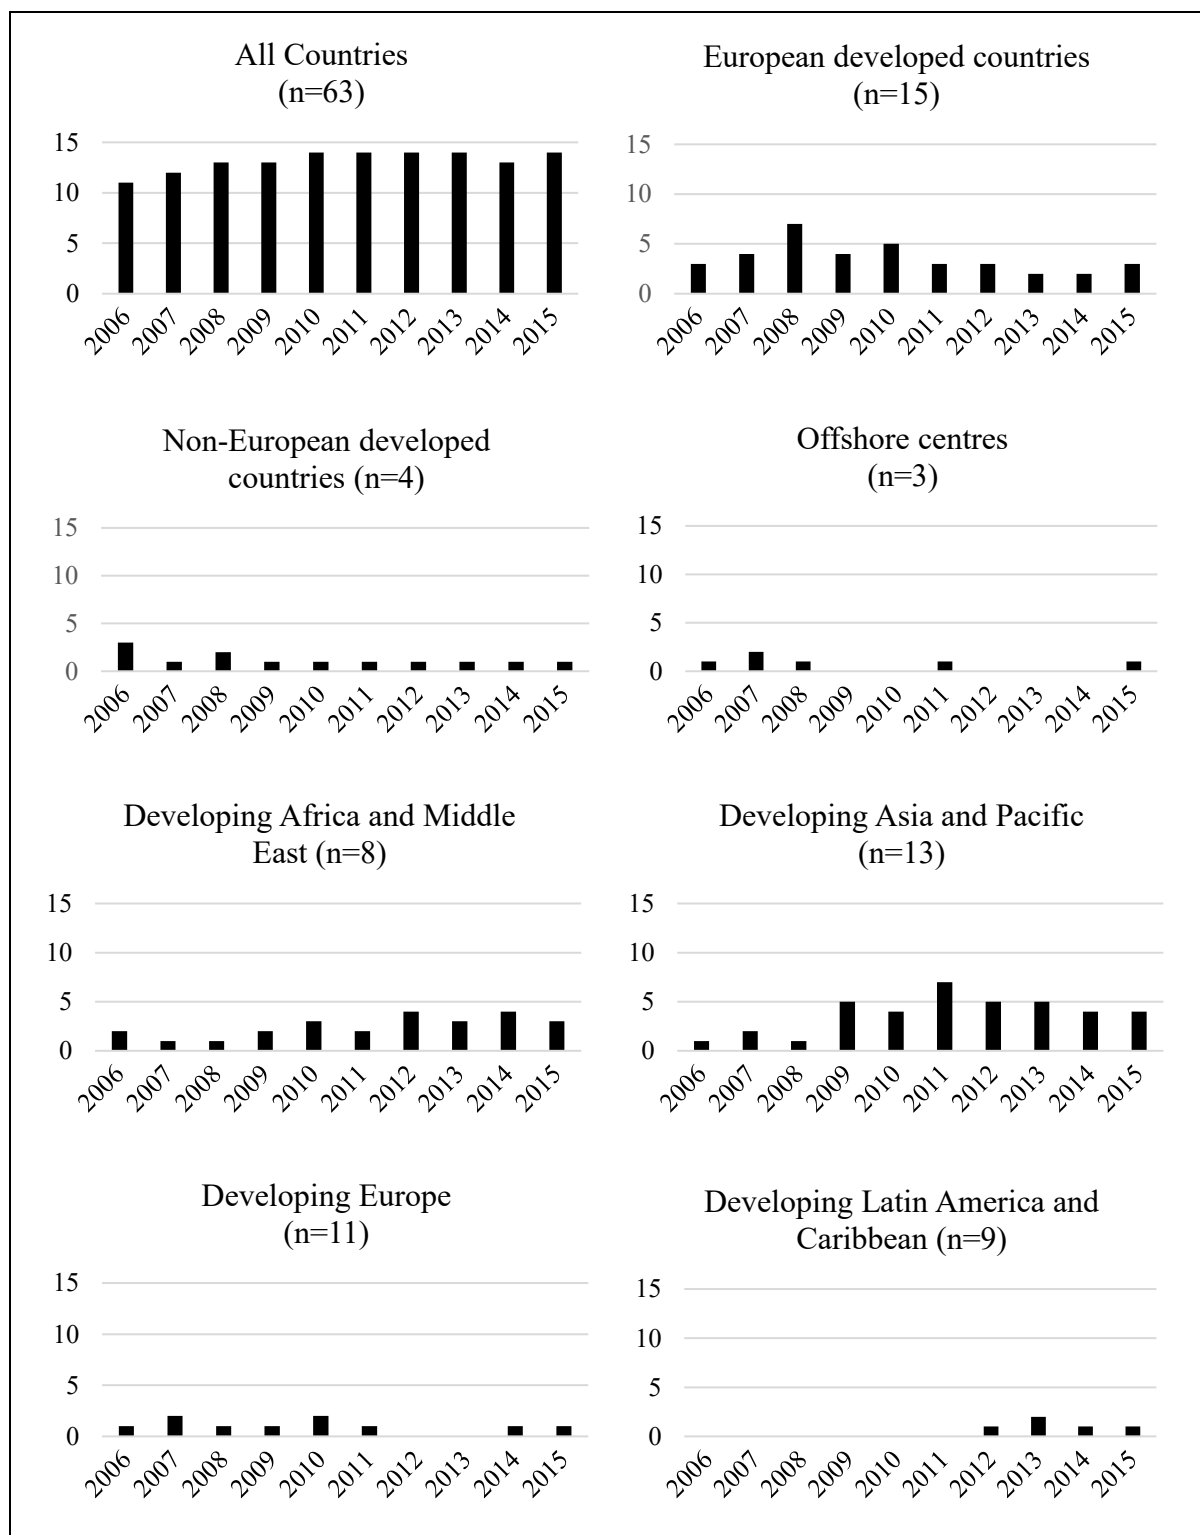 All Countries
(n=63)
15
10
5
0
2006 2007 2008 2009 2010 2011 2012 2013 2014 2015
European developed countries
(n=15)
15
10
5
0
2006 2007 2008 2009 2010 2011 2012 2013 2014 2015
Non-European developed
countries (n=4)
15
10
5
0
2006 2007 2008 2009 2010 2011 2012 2013 2014 2015
Offshore centres
(n=3)
15
10
5
0
2006 2007 2008 2009 2010 2011 2012 2013 2014 2015
Developing Africa and Middle
East (n=8)
15
10
5
0
2006 2007 2008 2009 2010 2011 2012 2013 2014 2015
Developing Asia and Pacific
(n=13)
15
10
5
0
2006 2007 2008 2009 2010 2011 2012 2013 2014 2015
Developing Europe
(n=11)
15
10
5
0
2006 2007 2008 2009 2010 2011 2012 2013 2014 2015
Developing Latin America and
Caribbean (n=9)
15
10
5
0
2006 2007 2008 2009 2010 2011 2012 2013 2014 2015